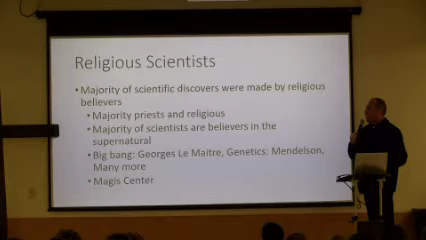 Religious Scientists
• Majority of scientific discovers were made by religious
believers
• Majority priests and religious
• Majority of scientists are believers in the
supernatural
• Big bang: Georges Le Maitre, Genetics: Mendelson,
Many more
• Magis Center